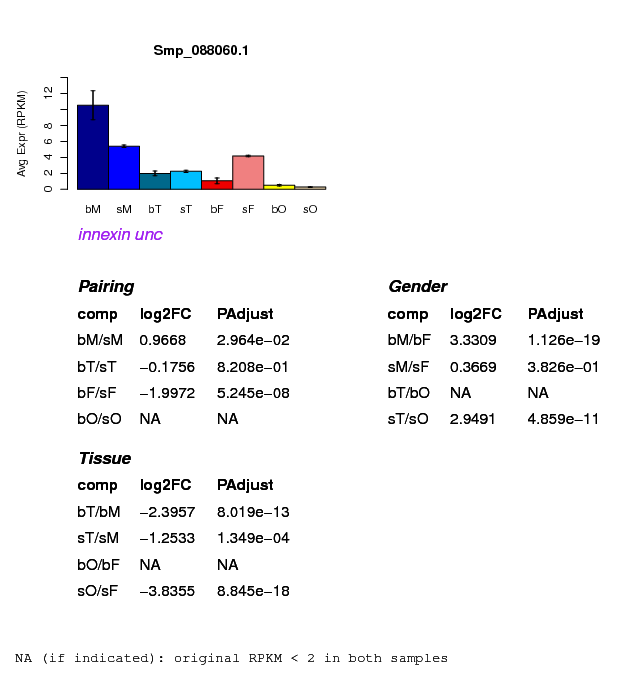 Smp_088060.1
Avg Expr (RPKM)
0 2 4 6 8 12
bM sM bT sT bF sF bO sO
innexin unc
Pairing
comp log2FC PAdjust
bM/sM 0.9668 2.964e−02
bT/sT −0.1756 8.208e−01
bF/sF −1.9972 5.245e−08
bO/sO NA NA
Gender
comp log2FC PAdjust
bM/bF 3.3309 1.126e−19
sM/sF 0.3669 3.826e−01
bT/bO NA NA
sT/sO 2.9491 4.859e−11
Tissue
comp log2FC PAdjust
bT/bM −2.3957 8.019e−13
sT/sM −1.2533 1.349e−04
bO/bF NA NA
sO/sF −3.8355 8.845e−18
NA (if indicated): original RPKM < 2 in both samples